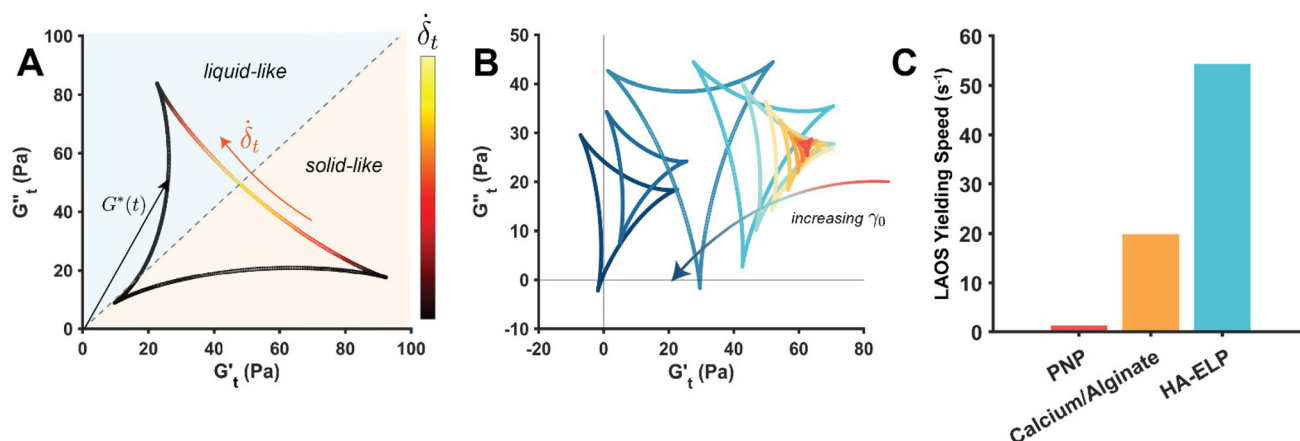 A
100
80
60
40
20
0
G''t (Pa)
0 20 40 60 80 100
G't (Pa)
liquid-like
solid-like
G*(t)
δ̇t
δ̇t
B
50
40
30
20
10
0
-10
G''t (Pa)
-20 0 20 40 60 80
G't (Pa)
increasing γ0
C
60
50
40
30
20
10
0
LAOS Yielding Speed (s-1)
PNP
Calcium/Alginate
HA-ELP